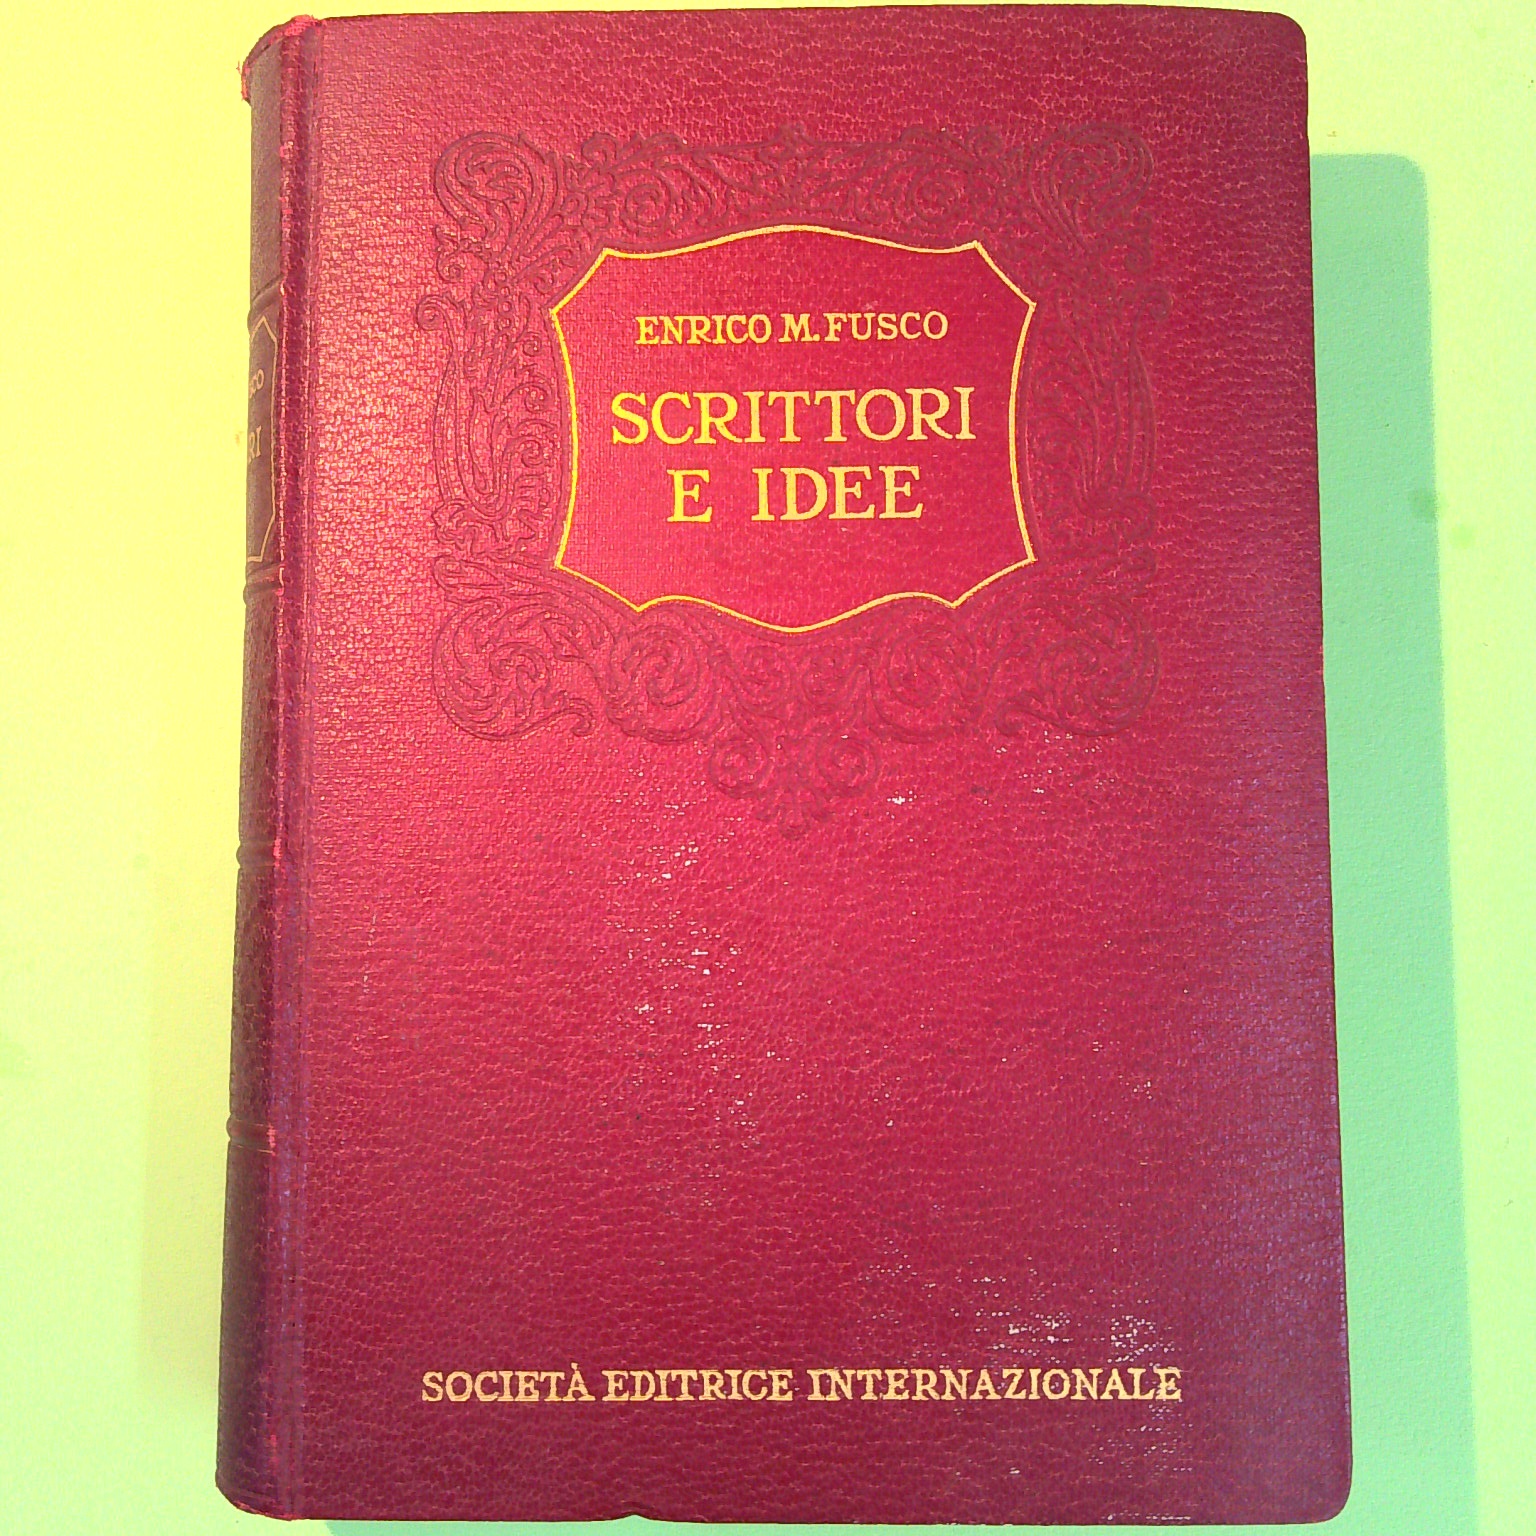 ENRICO M. FUSCO
SCRITTORI
E IDEE
SOCIETÀ EDITRICE INTERNAZIONALE